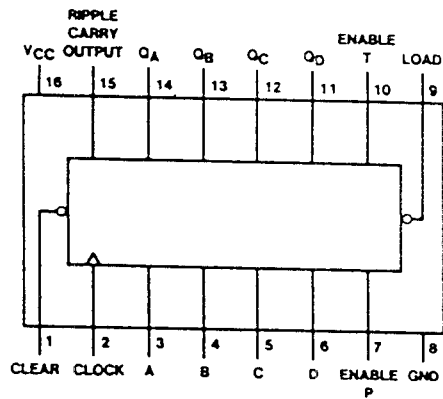 RIPPLE
CARRY
OUTPUT
VCC
QA
QB
QC
QD
ENABLE
T
LOAD
16
15
14
13
12
11
10
9
1
2
3
4
5
6
7
8
CLEAR
CLOCK
A
B
C
D
ENABLE
P
GND